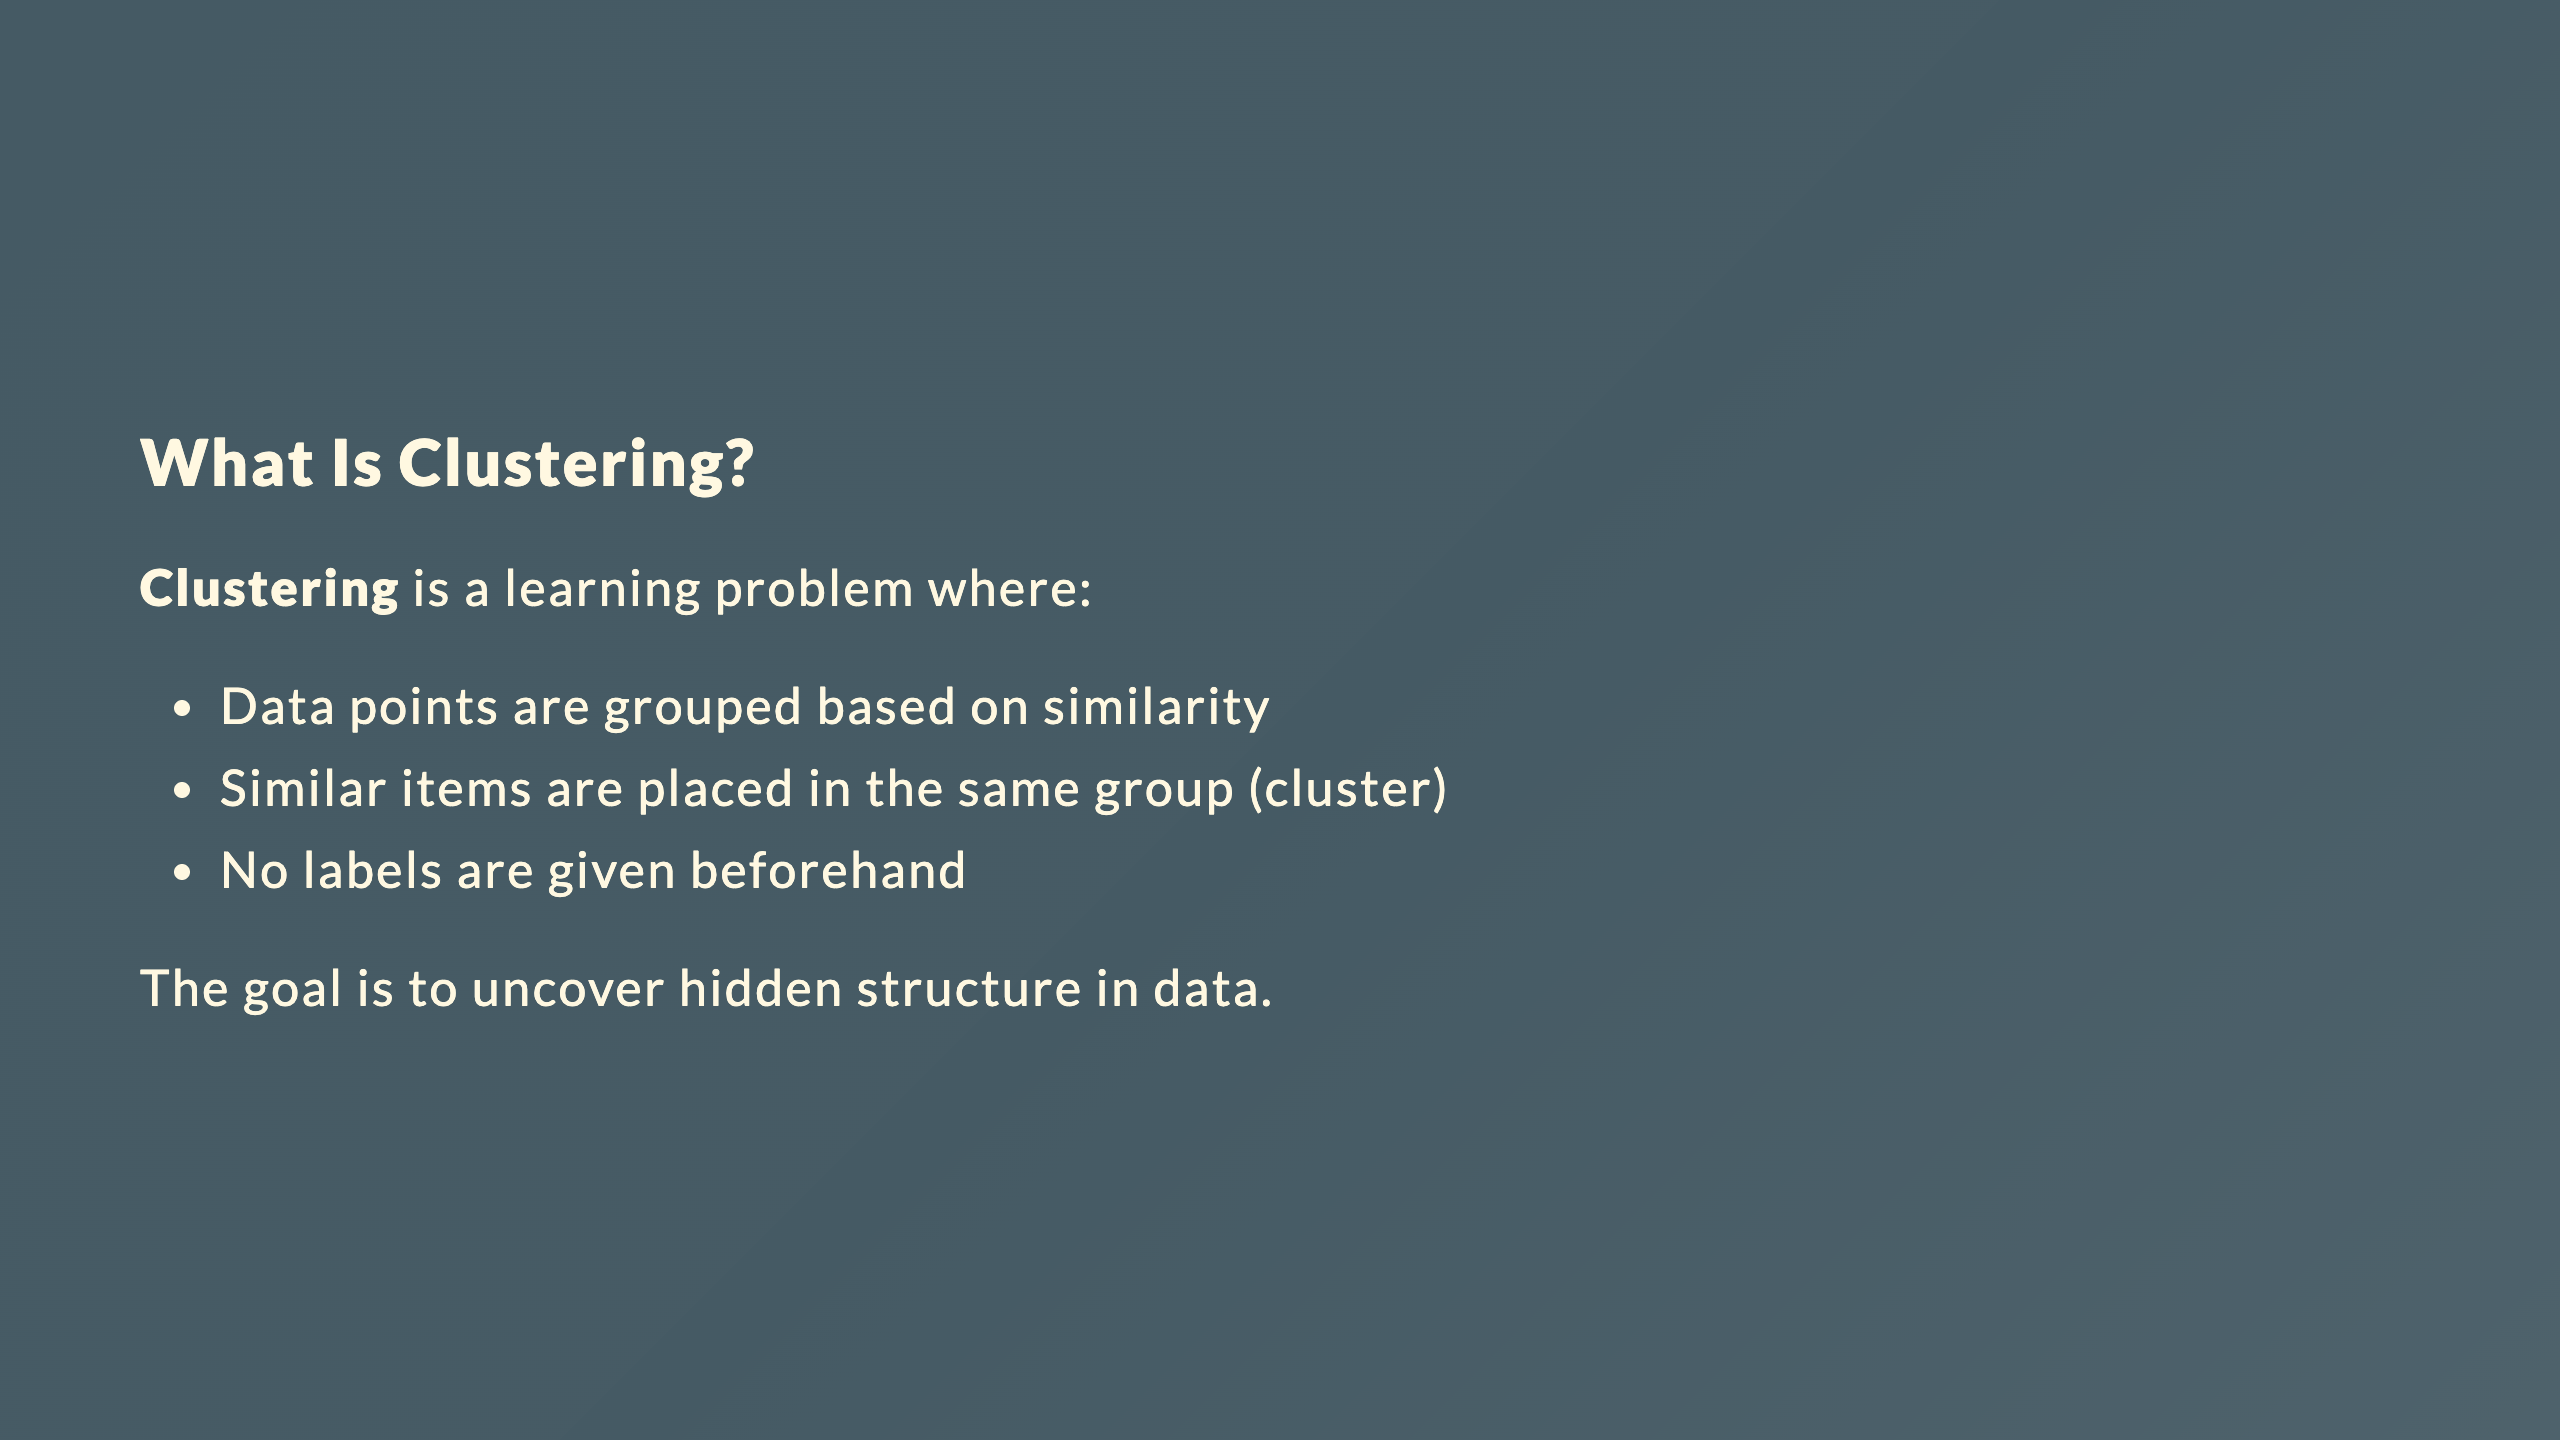 What Is Clustering?
Clustering is a learning problem where:
• Data points are grouped based on similarity
• Similar items are placed in the same group (cluster)
• No labels are given beforehand
The goal is to uncover hidden structure in data.